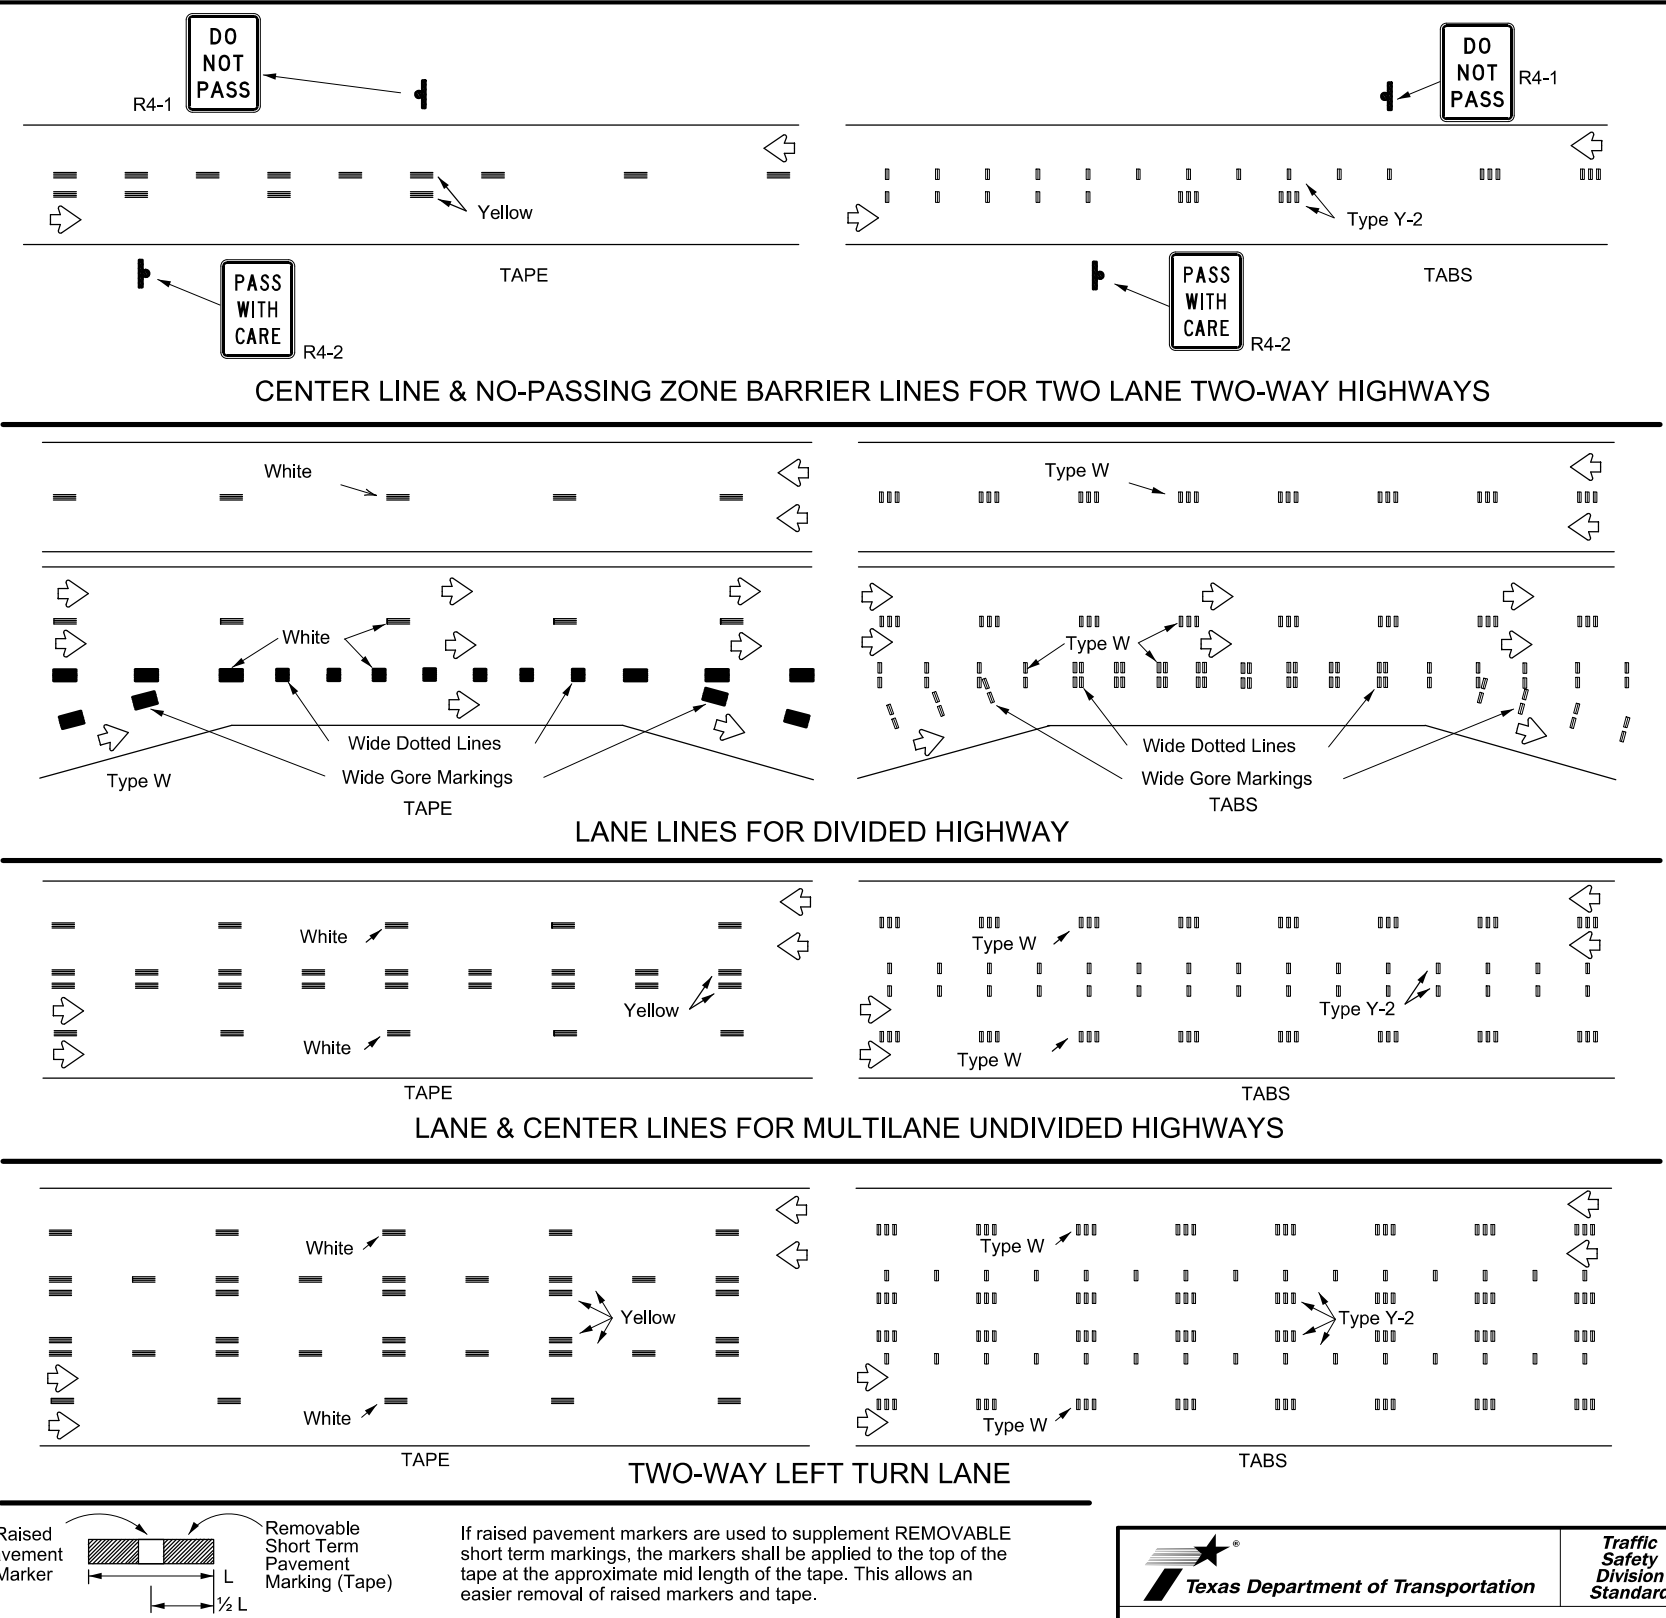 DO
NOT
PASS
R4-1
DO
NOT
PASS
R4-1
Yellow
Type Y-2
TAPE
TABS
PASS
WITH
CARE
R4-2
PASS
WITH
CARE
R4-2
CENTER LINE & NO-PASSING ZONE BARRIER LINES FOR TWO LANE TWO-WAY HIGHWAYS
White
Type W
White
Type W
Wide Dotted Lines
Wide Dotted Lines
Type W
Wide Gore Markings
Wide Gore Markings
TAPE
TABS
LANE LINES FOR DIVIDED HIGHWAY
White
Type W
Yellow
Type Y-2
White
Type W
TAPE
TABS
LANE & CENTER LINES FOR MULTILANE UNDIVIDED HIGHWAYS
White
Type W
Yellow
Type Y-2
White
Type W
TAPE
TABS
TWO-WAY LEFT TURN LANE
Raised
Marker
Removable
Short Term
Pavement
Marking (Tape)
L
½ L
If raised pavement markers are used to supplement REMOVABLE
short term markings, the markers shall be applied to the top of the
tape at the approximate mid length of the tape. This allows an
easier removal of raised markers and tape.
Texas Department of Transportation
Traffic
Safety
Division
Standard